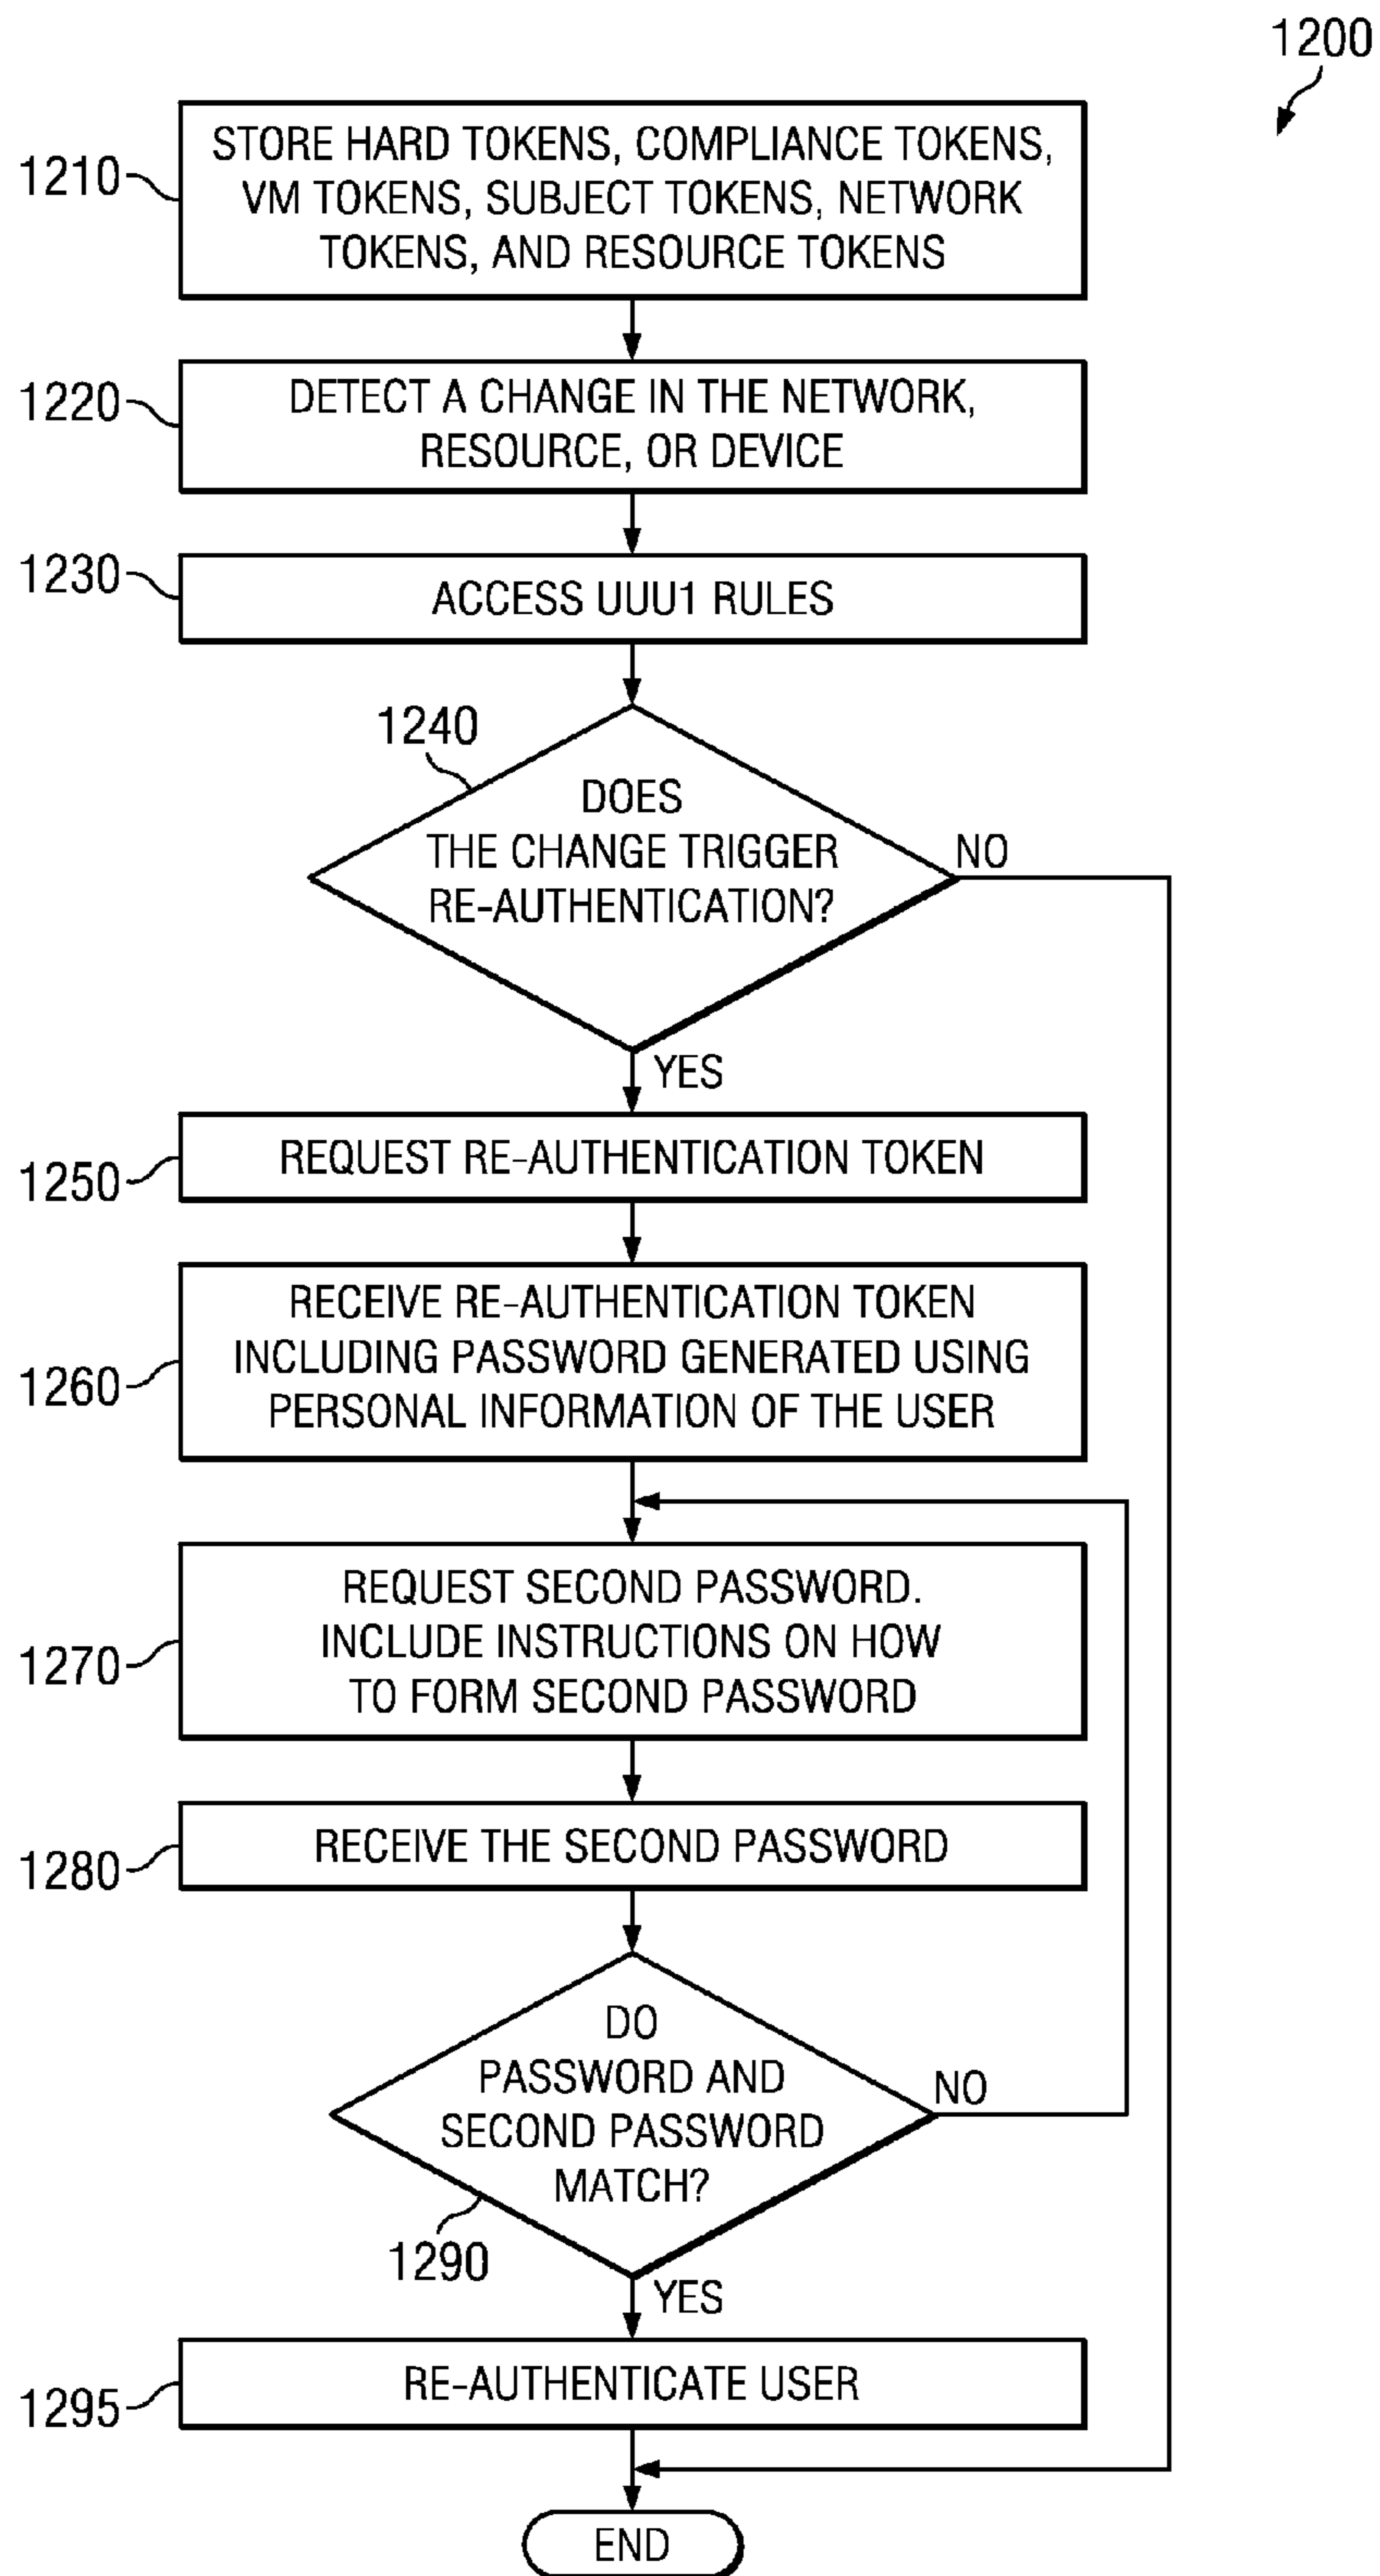 1200
1210
STORE HARD TOKENS, COMPLIANCE TOKENS,
VM TOKENS, SUBJECT TOKENS, NETWORK
TOKENS, AND RESOURCE TOKENS
1220
DETECT A CHANGE IN THE NETWORK,
RESOURCE, OR DEVICE
1230
ACCESS UUU1 RULES
1240
DOES
THE CHANGE TRIGGER
RE-AUTHENTICATION?
NO
YES
1250
REQUEST RE-AUTHENTICATION TOKEN
1260
RECEIVE RE-AUTHENTICATION TOKEN
INCLUDING PASSWORD GENERATED USING
PERSONAL INFORMATION OF THE USER
1270
REQUEST SECOND PASSWORD.
INCLUDE INSTRUCTIONS ON HOW
TO FORM SECOND PASSWORD
1280
RECEIVE THE SECOND PASSWORD
DO
PASSWORD AND
SECOND PASSWORD
MATCH?
NO
1290
YES
1295
RE-AUTHENTICATE USER
END